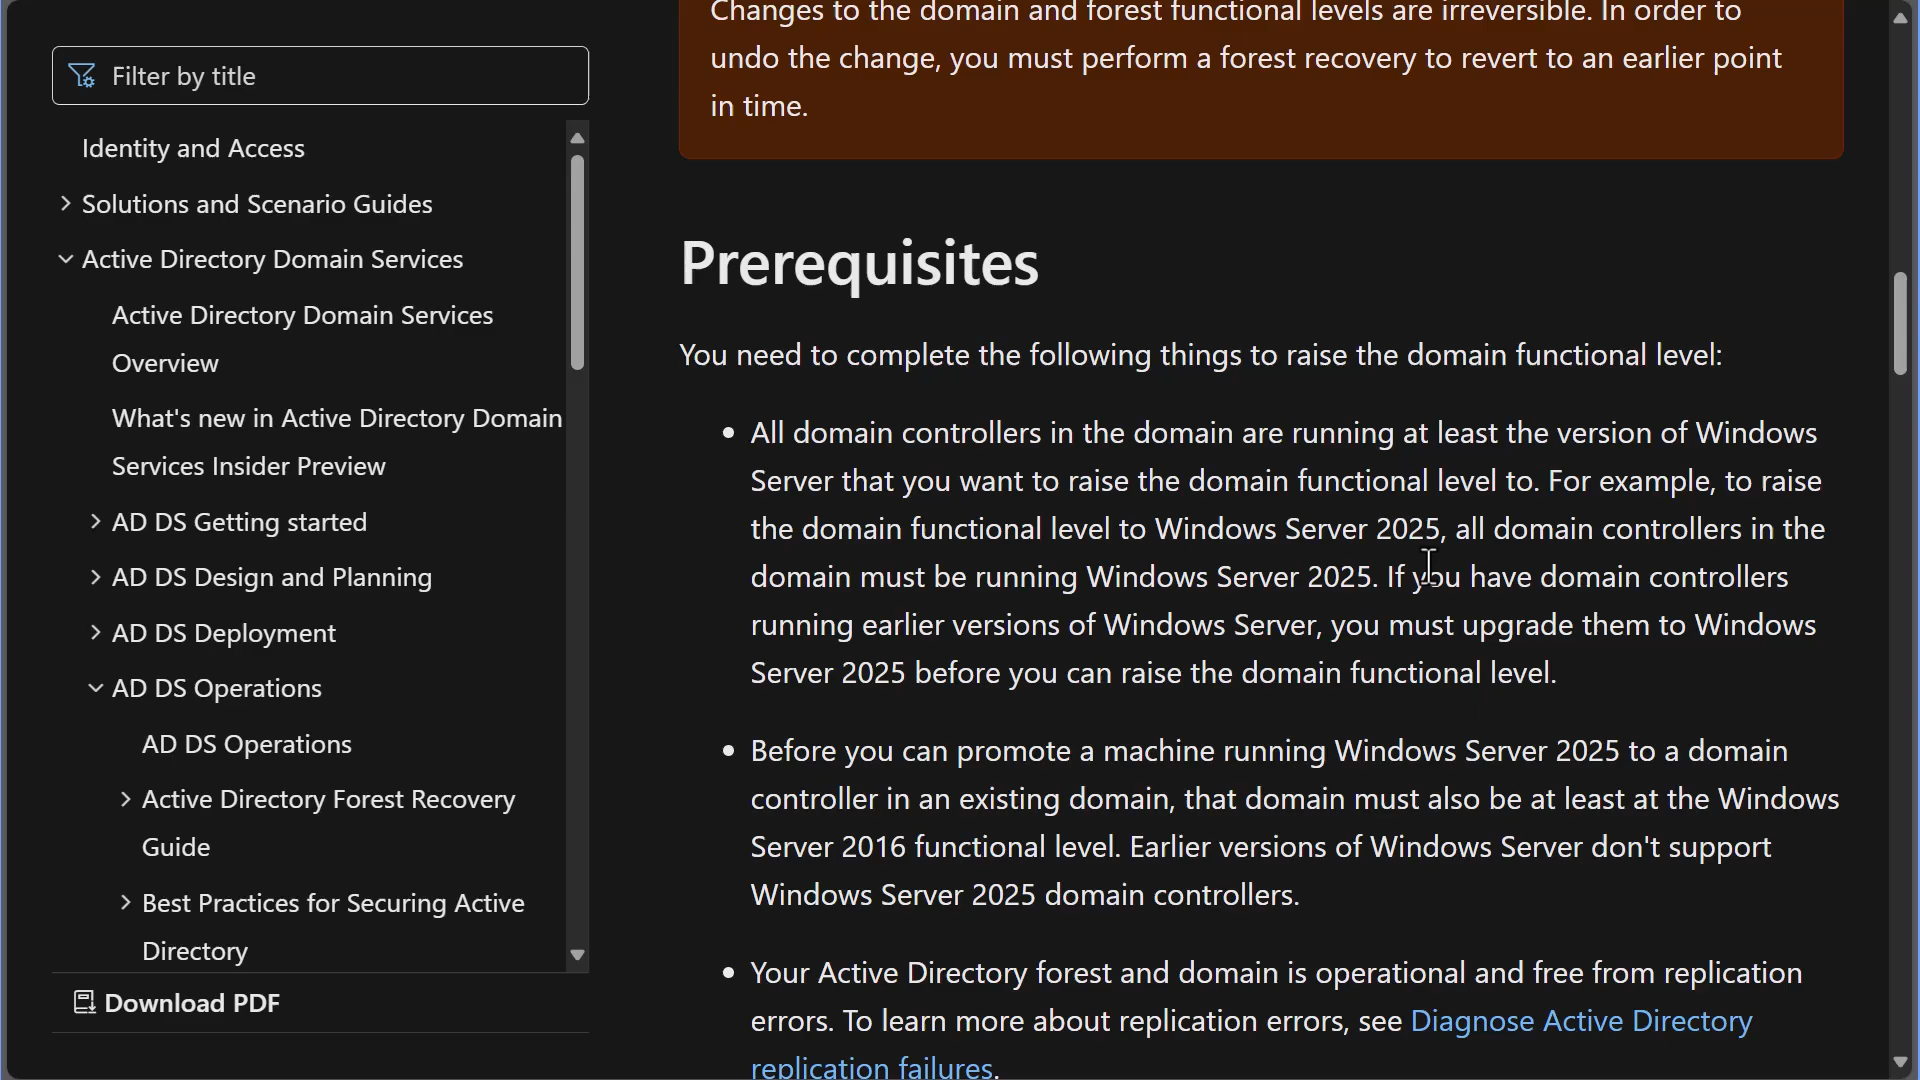 Filter by title
Identity and Access
Solutions and Scenario Guides
Active Directory Domain Services
Active Directory Domain Services
Overview
What's new in Active Directory Domain
Services Insider Preview
AD DS Getting started
AD DS Design and Planning
AD DS Deployment
AD DS Operations
AD DS Operations
Active Directory Forest Recovery
Guide
Best Practices for Securing Active
Directory
Download PDF
Changes to the domain and forest functional levels are irreversible. In order to
undo the change, you must perform a forest recovery to revert to an earlier point
in time.
Prerequisites
You need to complete the following things to raise the domain functional level:
• All domain controllers in the domain are running at least the version of Windows
Server that you want to raise the domain functional level to. For example, to raise
the domain functional level to Windows Server 2025, all domain controllers in the
domain must be running Windows Server 2025. If you have domain controllers
running earlier versions of Windows Server, you must upgrade them to Windows
Server 2025 before you can raise the domain functional level.
• Before you can promote a machine running Windows Server 2025 to a domain
controller in an existing domain, that domain must also be at least at the Windows
Server 2016 functional level. Earlier versions of Windows Server don't support
Windows Server 2025 domain controllers.
• Your Active Directory forest and domain is operational and free from replication
errors. To learn more about replication errors, see Diagnose Active Directory
replication failures.